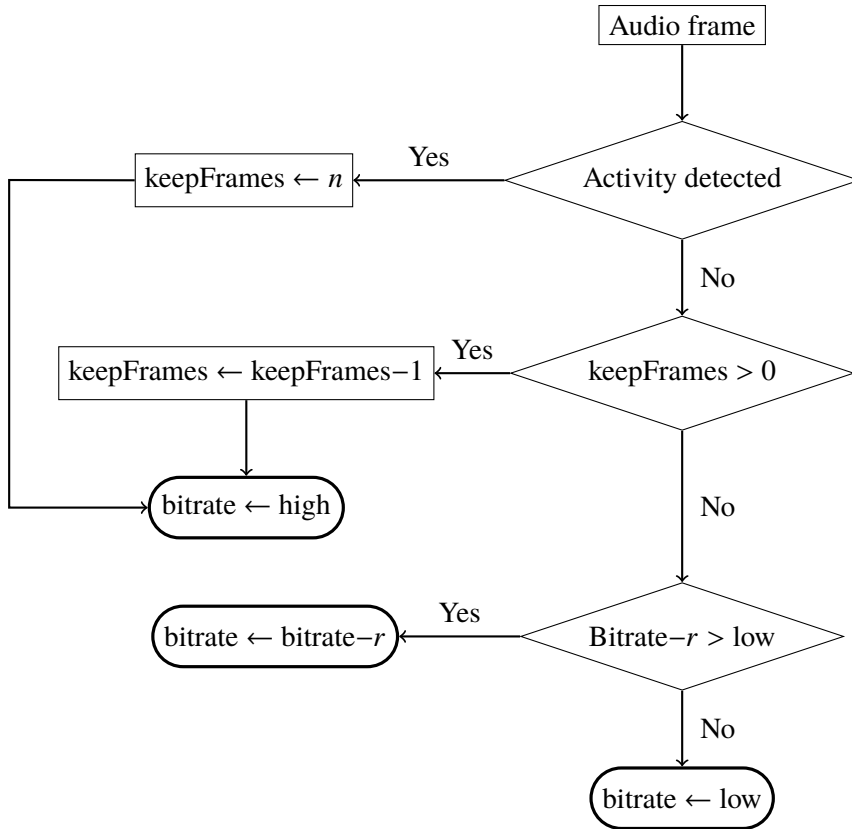 Audio frame
Activity detected
Yes
keepFrames ← n
No
keepFrames > 0
Yes
keepFrames ← keepFrames−1
bitrate ← high
No
Bitrate−r > low
Yes
bitrate ← bitrate−r
No
bitrate ← low